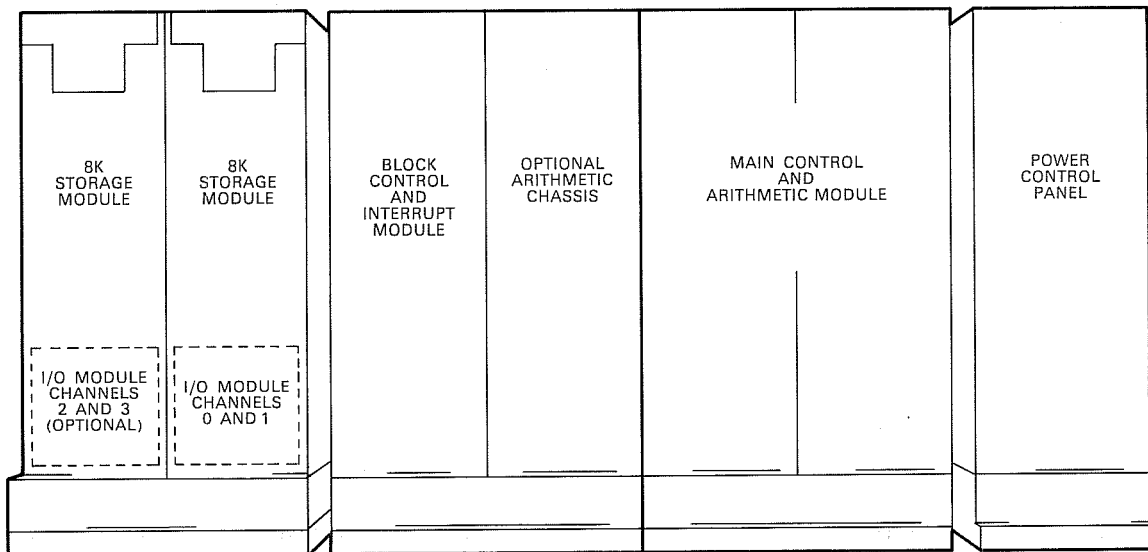 8K
STORAGE
MODULE
8K
STORAGE
MODULE
BLOCK
CONTROL
AND
INTERRUPT
MODULE
OPTIONAL
ARITHMETIC
CHASSIS
MAIN CONTROL
AND
ARITHMETIC MODULE
POWER
CONTROL
PANEL
I/O MODULE
CHANNELS
2 AND 3
(OPTIONAL)
I/O MODULE
CHANNELS
0 AND 1